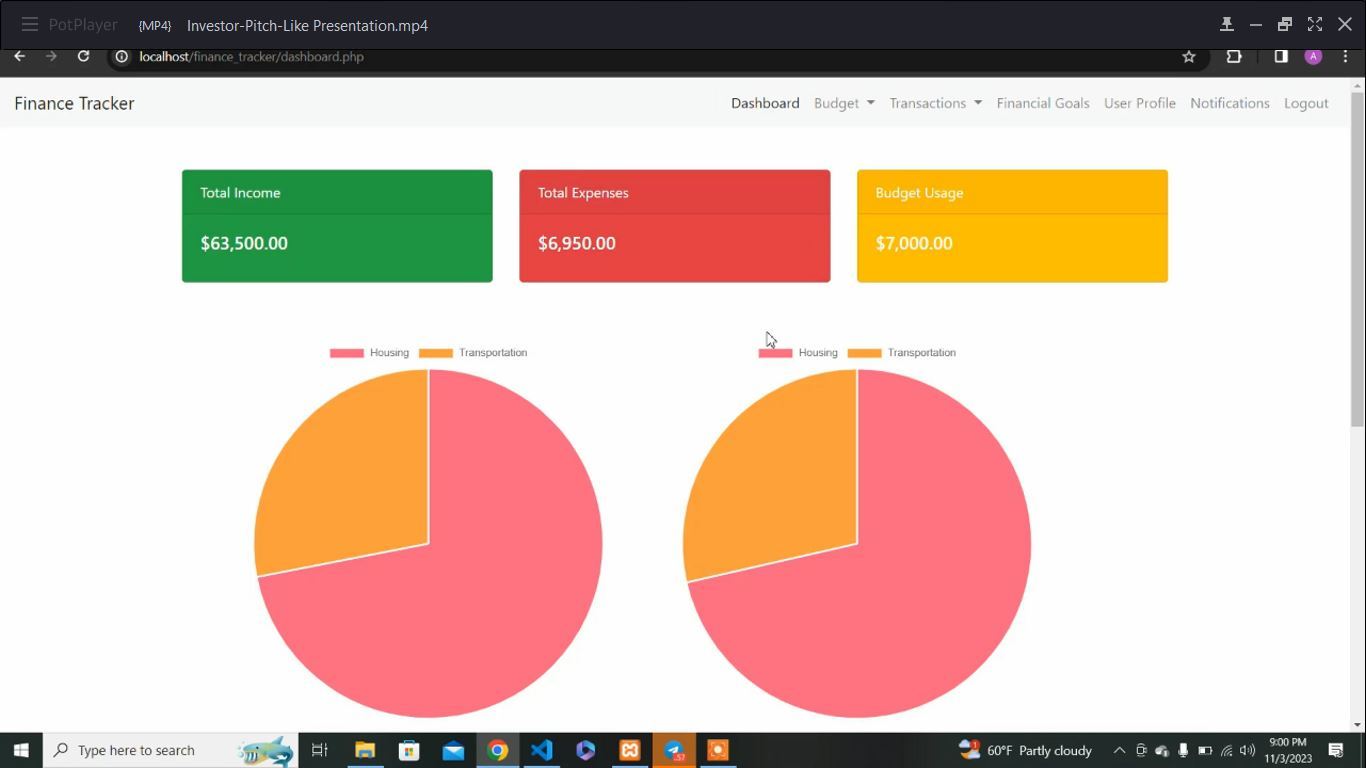 PotPlayer {MP4} Investor-Pitch-Like Presentation.mp4
localhost/finance_tracker/dashboard.php
A
Finance Tracker Dashboard Budget Transactions Financial Goals User Profile Notifications Logout
Total Income Total Expenses Budget Usage
$63,500.00 $6,950.00 $7,000.00
Housing Transportation Housing Transportation
Type here to search 60°F Partly cloudy 9:00 PM
11/3/2023